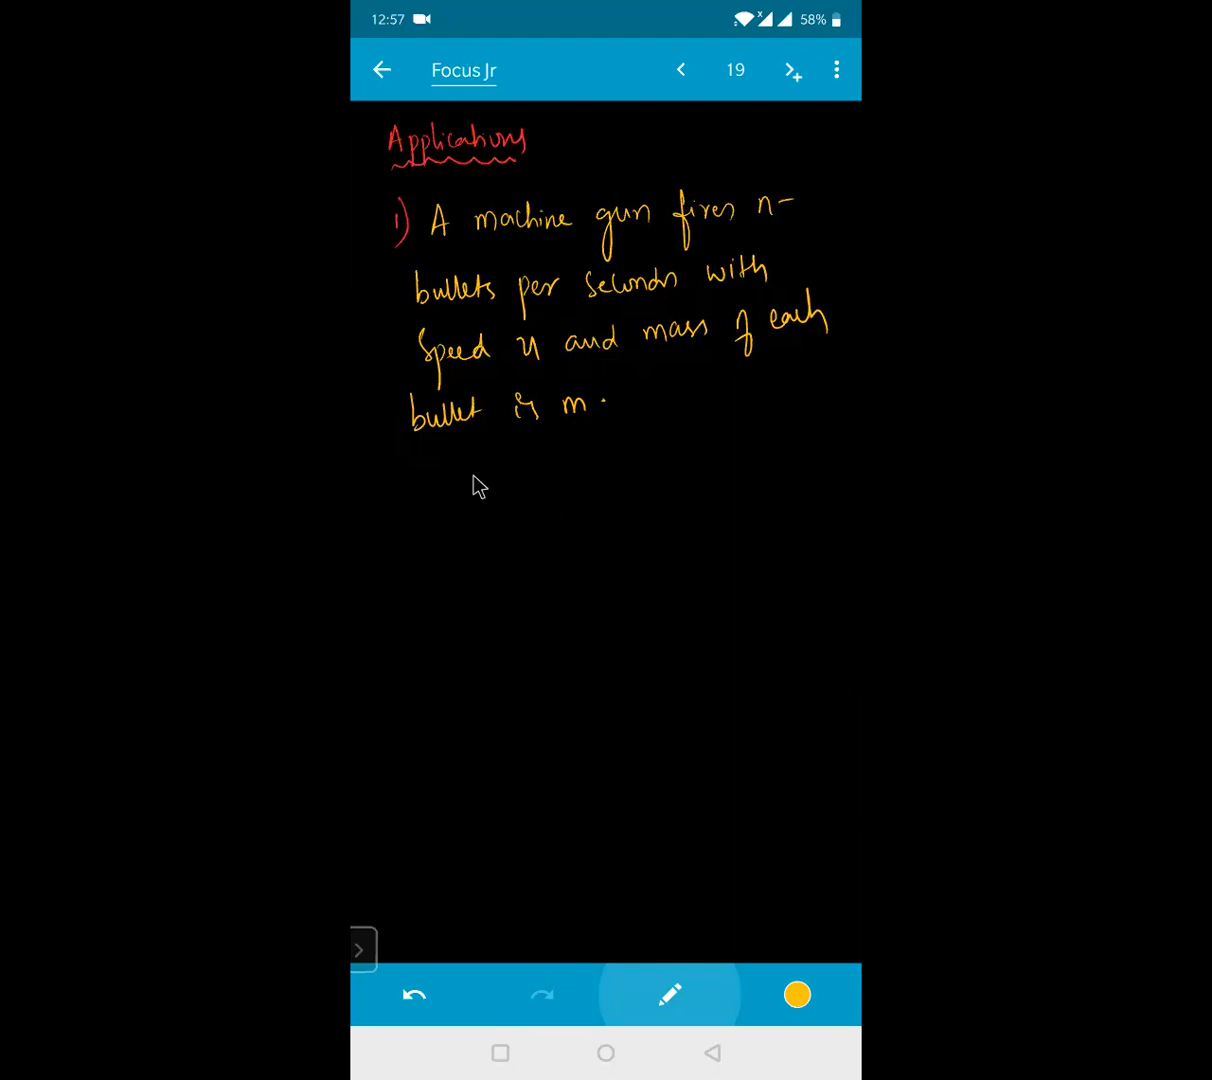 12:57
58%
Focus Jr
19
Applications
1) A machine gun fires n-
bullets per seconds with
Speed u and mass of each
bullet is m.